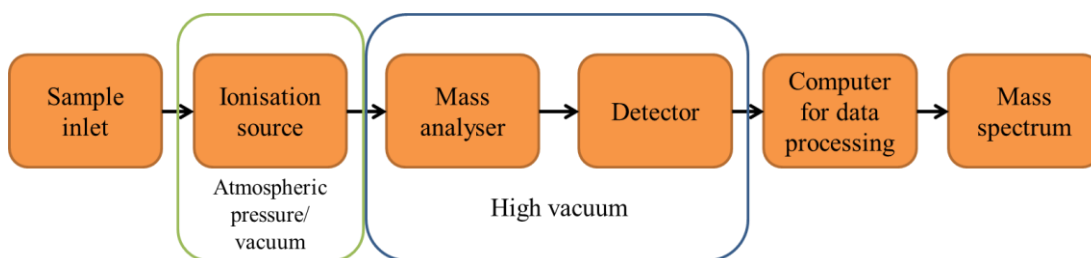 Sample
inlet
Ionisation
source
Mass
analyser
Detector
Computer
for data
processing
Mass
spectrum
Atmospheric
pressure/
vacuum
High vacuum